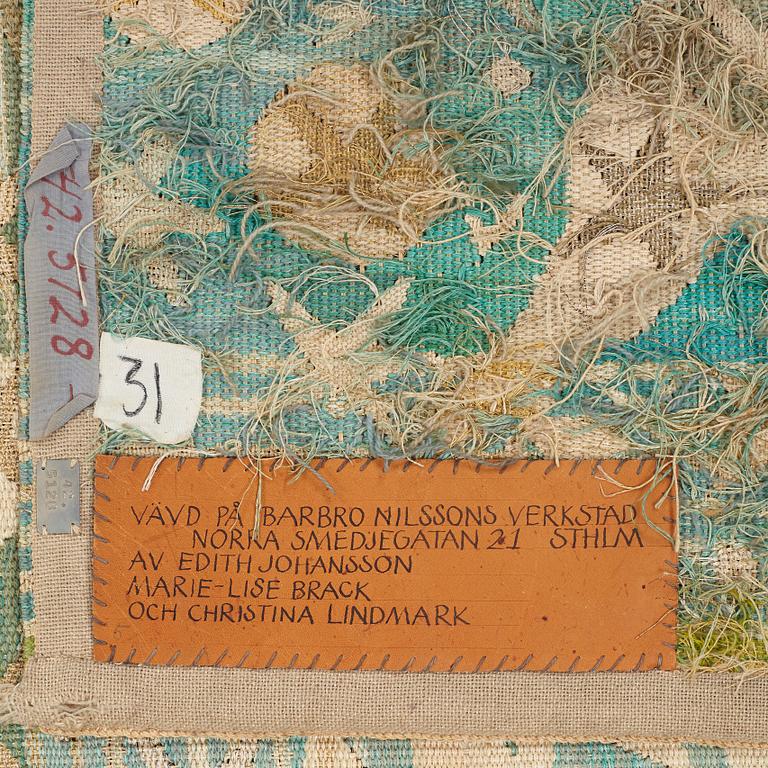 42.5728
31
VÄVD PÅ BARBRO NILSSONS VERKSTAD
NORRA SMEDJEGATAN 21 STHLM
AV EDITH JOHANSSON
MARIE-LISE BRACK
OCH CHRISTINA LINDMARK